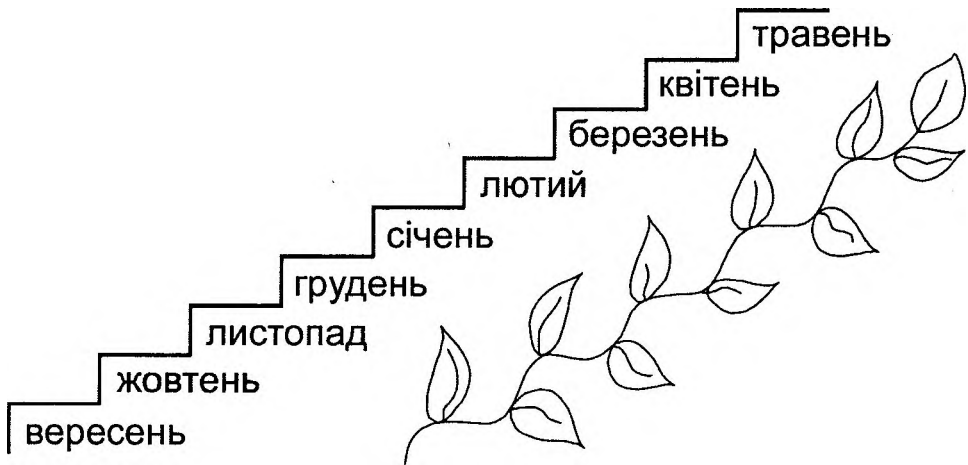 травень
квітень
березень
лютий
січень
грудень
листопад
жовтень
вересень